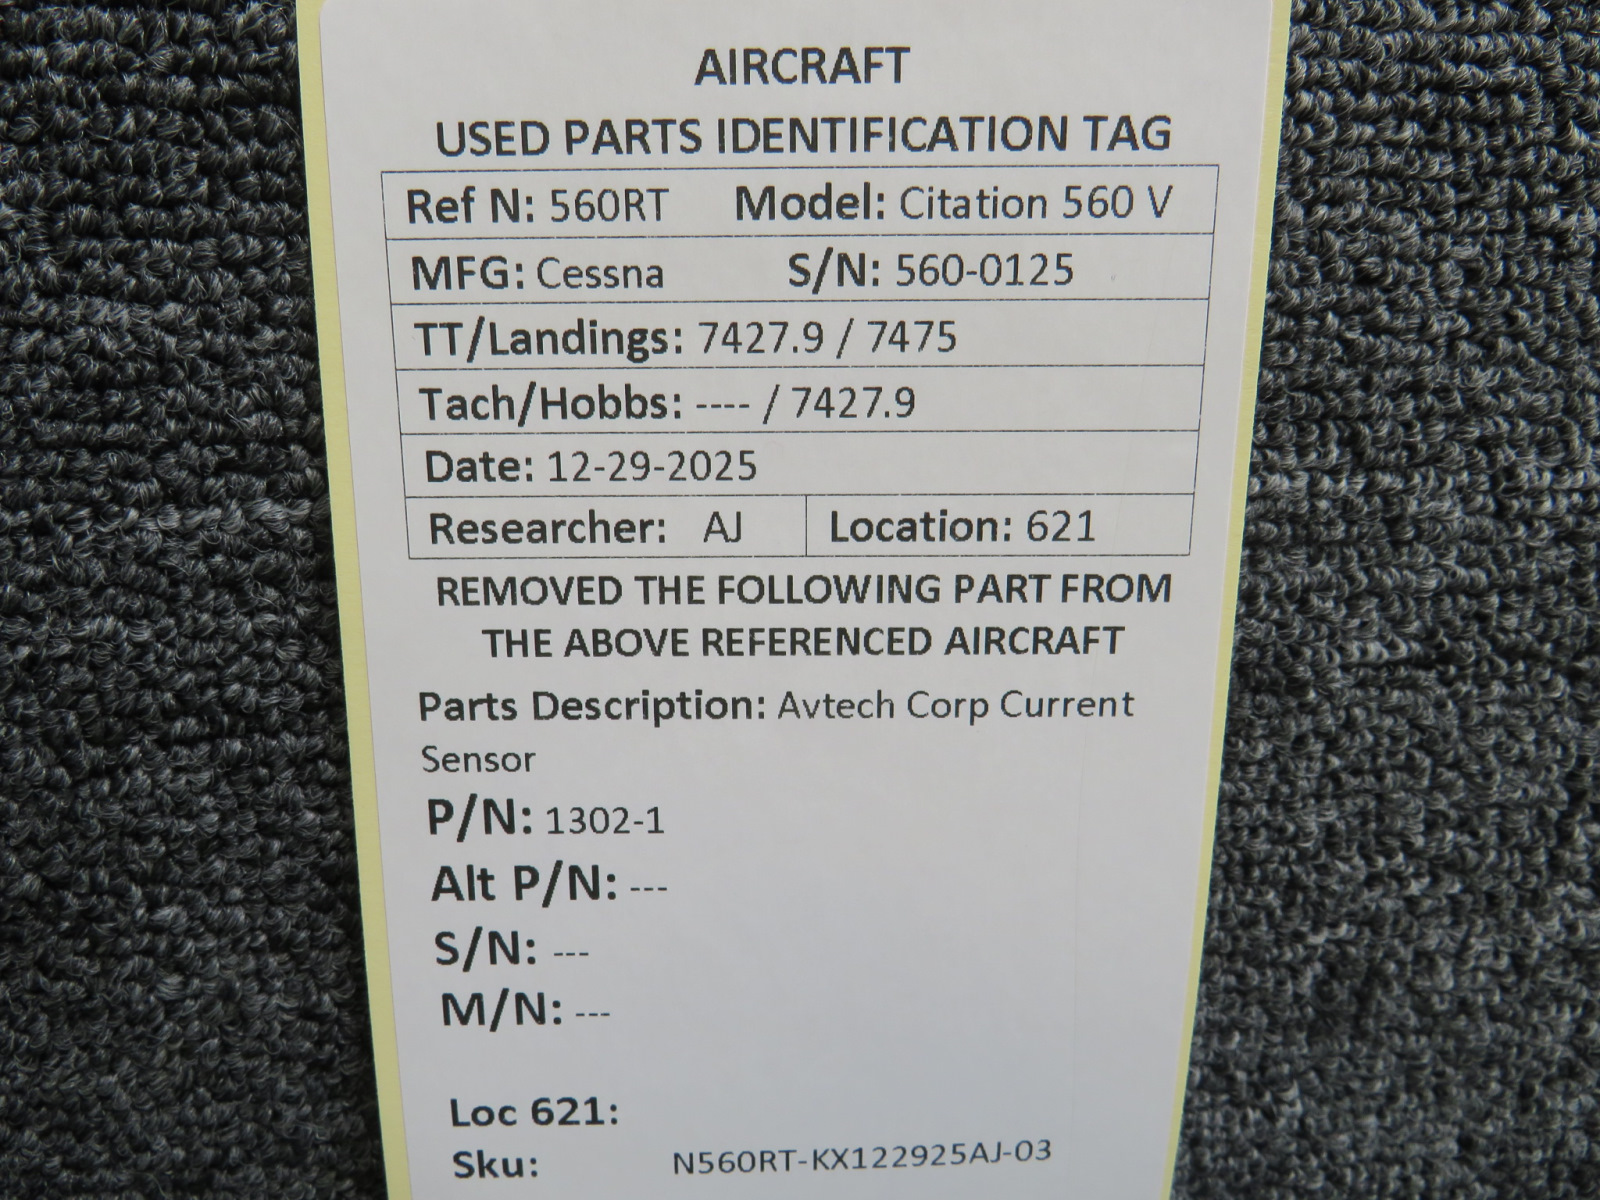 AIRCRAFT
USED PARTS IDENTIFICATION TAG
Ref N: 560RT Model: Citation 560 V
MFG: Cessna S/N: 560-0125
TT/Landings: 7427.9 / 7475
Tach/Hobbs: ---- / 7427.9
Date: 12-29-2025
Researcher: AJ Location: 621
REMOVED THE FOLLOWING PART FROM
THE ABOVE REFERENCED AIRCRAFT
Parts Description: Avtech Corp Current
Sensor
P/N: 1302-1
Alt P/N: ---
S/N: ---
M/N: ---
Loc 621:
Sku: N560RT-KX122925AJ-03